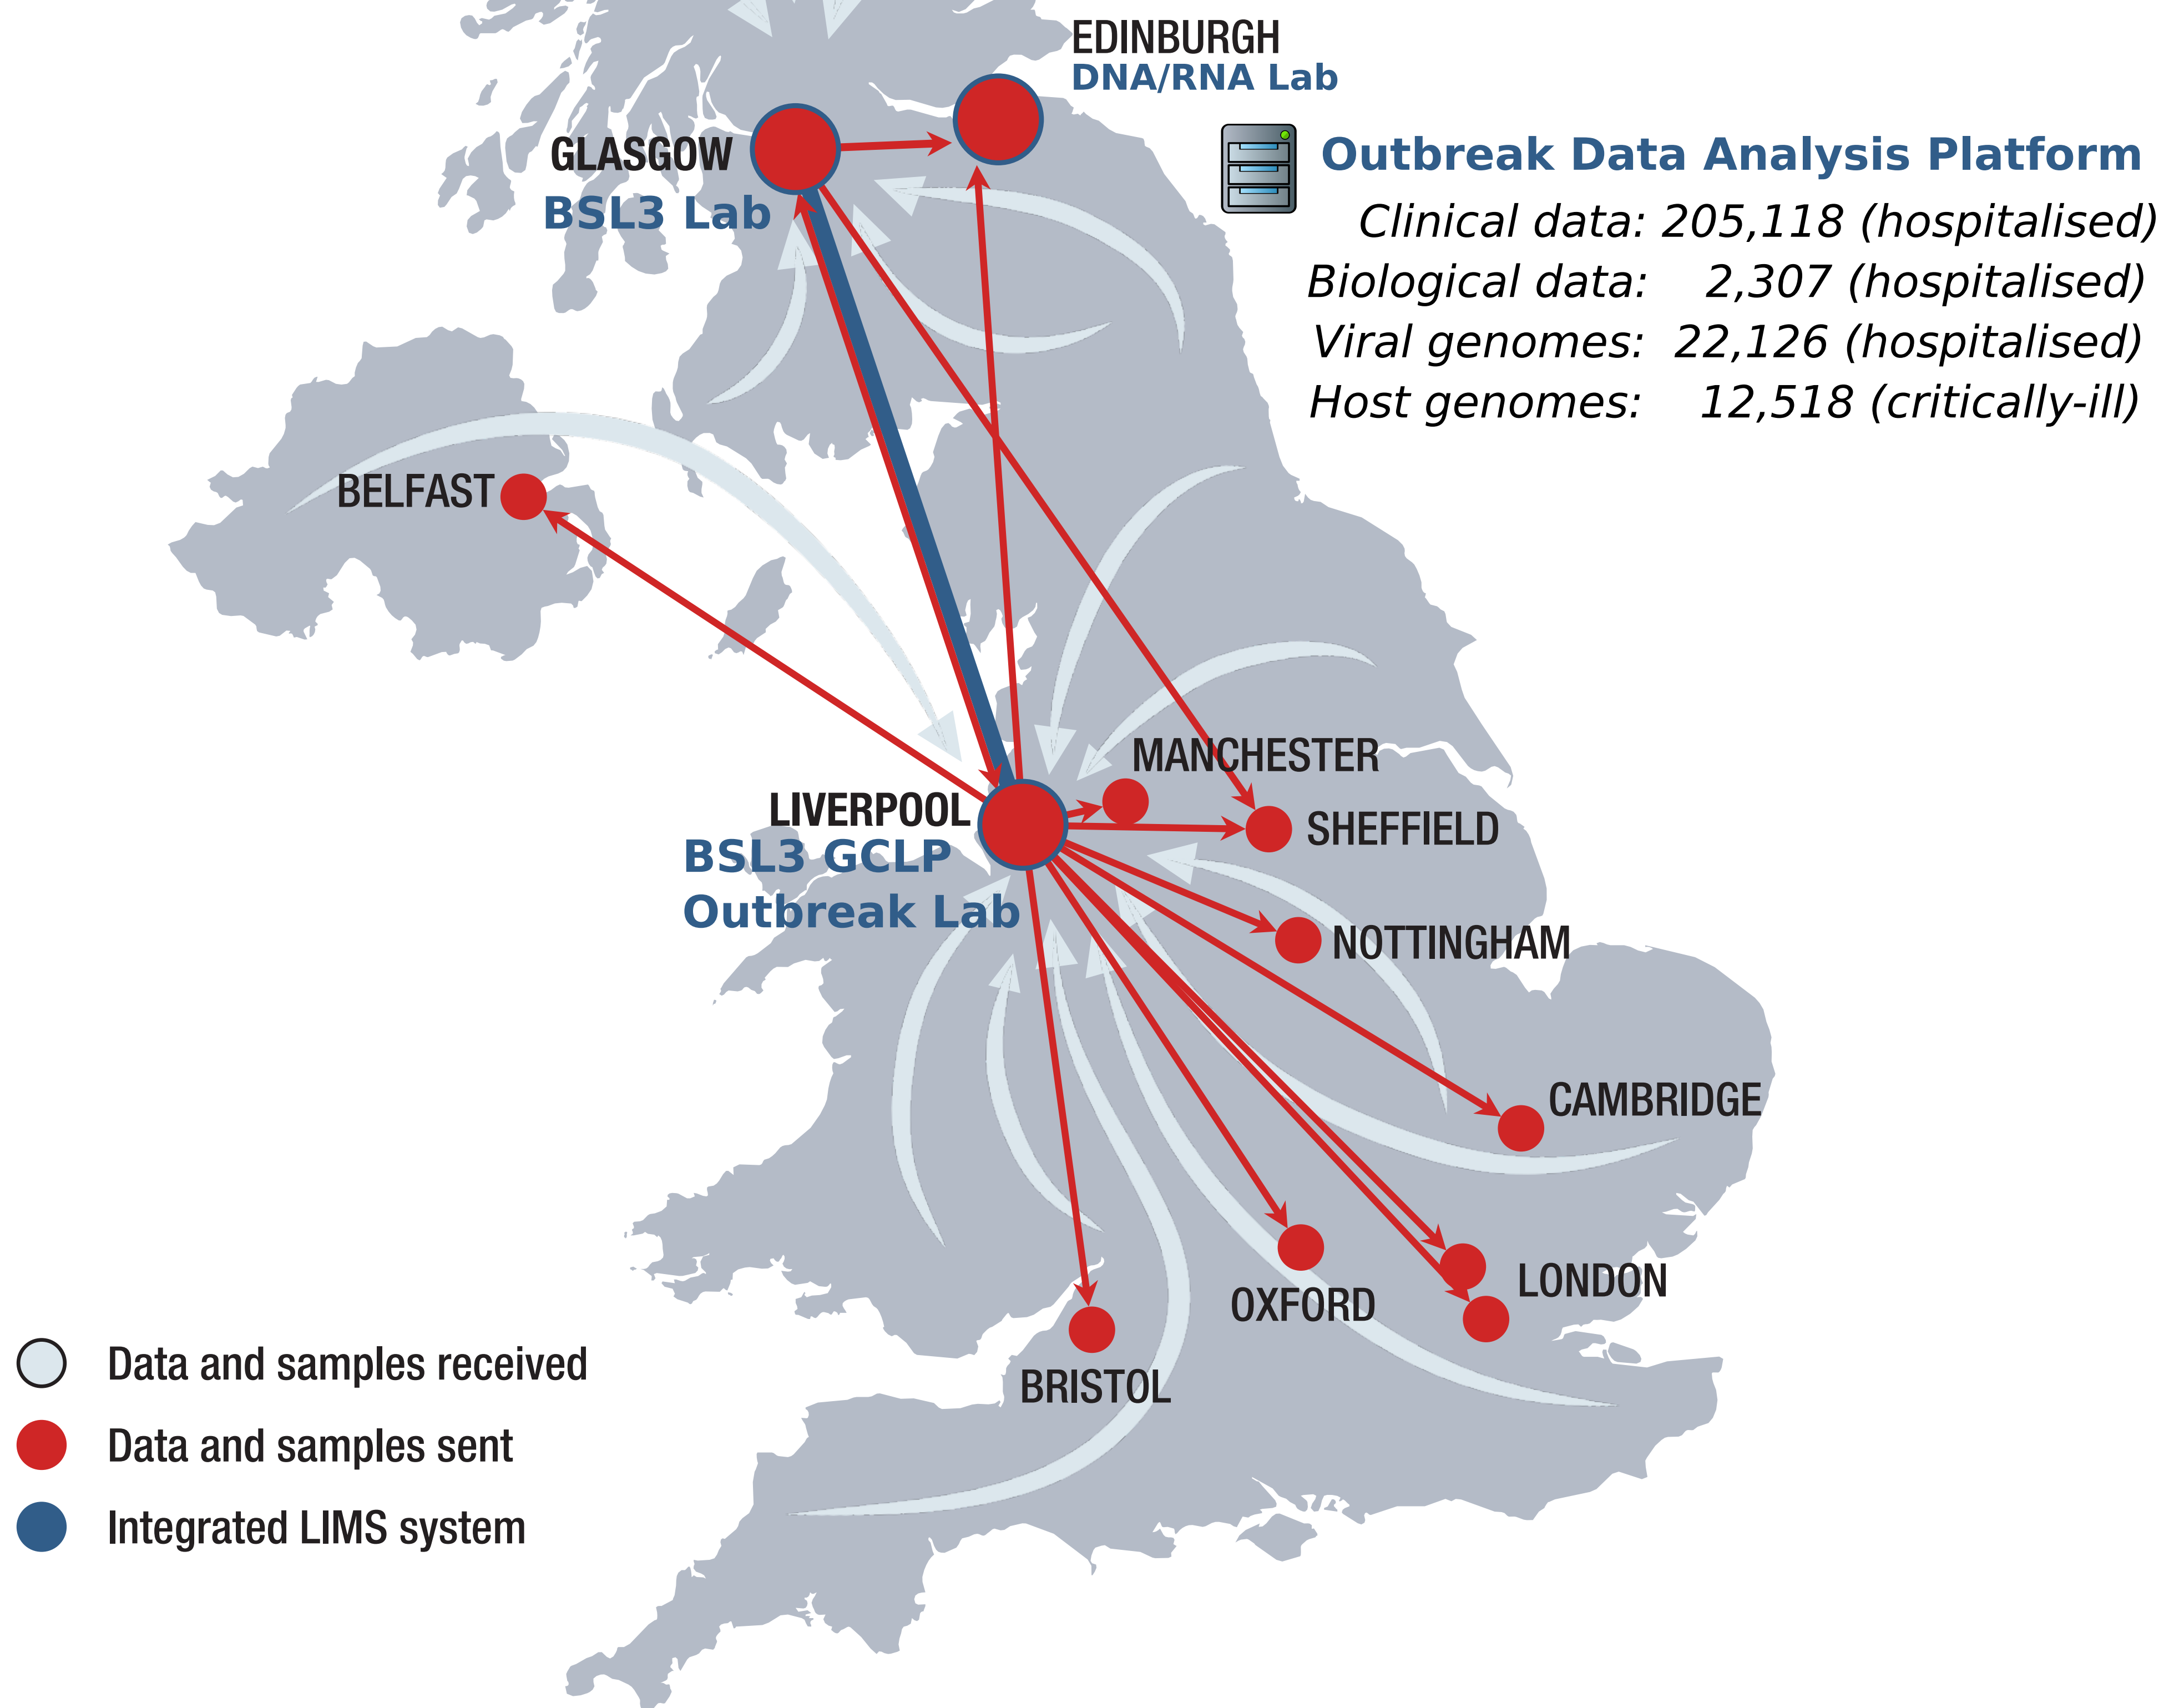 EDINBURGH
DNA/RNA Lab
GLASGOW
BSL3 Lab
Outbreak Data Analysis Platform
Clinical data: 205,118 (hospitalised)
Biological data: 2,307 (hospitalised)
Viral genomes: 22,126 (hospitalised)
Host genomes: 12,518 (critically-ill)
BELFAST
MANCHESTER
LIVERPOOL
BSL3 GCLP
Outbreak Lab
SHEFFIELD
NOTTINGHAM
CAMBRIDGE
LONDON
OXFORD
BRISTOL
Data and samples received
Data and samples sent
Integrated LIMS system